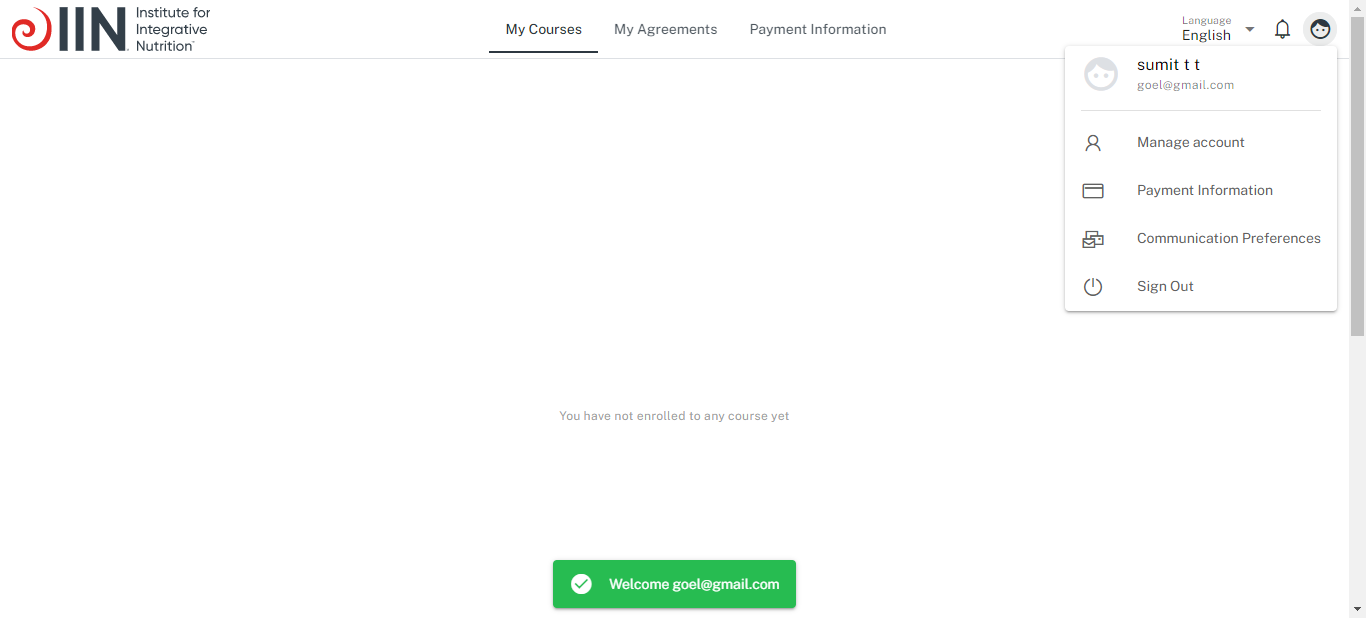 IIN
Institute for
Integrative
Nutrition
My Courses
My Agreements
Payment Information
Language
English
sumit t t
goel@gmail.com
Manage account
Payment Information
Communication Preferences
Sign Out
You have not enrolled to any course yet
Welcome goel@gmail.com